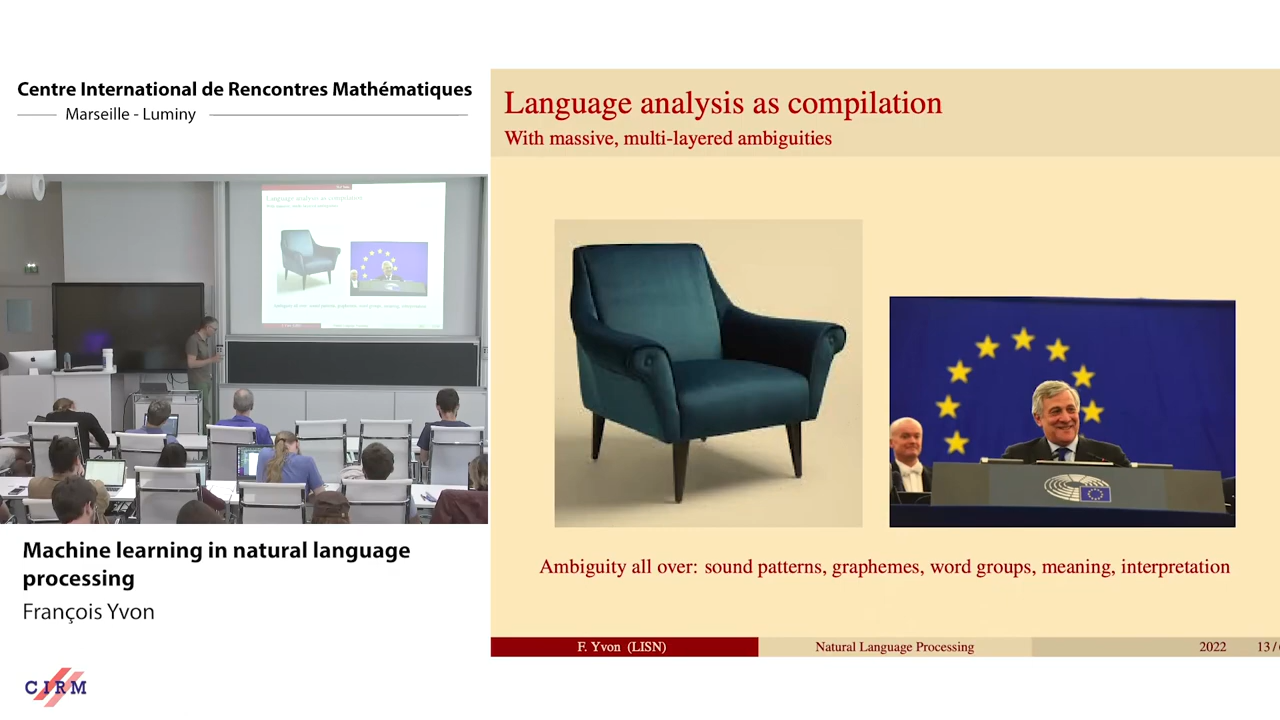 Centre International de Rencontres Mathématiques
Marseille - Luminy
Language analysis as compilation
With massive, multi-layered ambiguities
Ambiguity all over: sound patterns, graphemes, word groups, meaning, interpretation
F. Yvon (LISN)
Natural Language Processing
2022
13 /
Machine learning in natural language
processing
François Yvon
CIRM